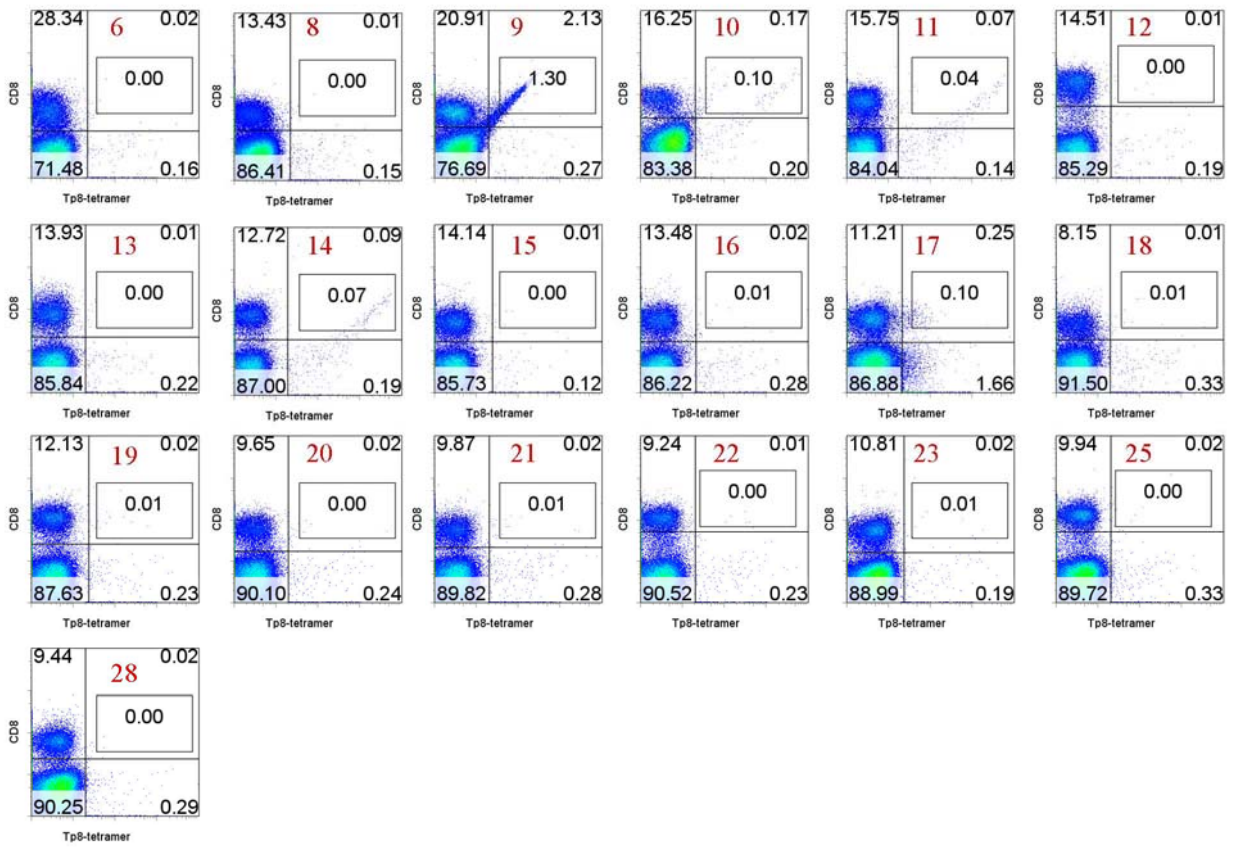 28.34 6 0.02
0.00
CD8
71.48 0.16
Tp8-tetramer
13.43 8 0.01
0.00
CD8
86.41 0.15
Tp8-tetramer
20.91 9 2.13
1.30
CD8
76.69 0.27
Tp8-tetramer
16.25 10 0.17
0.10
CD8
83.38 0.20
Tp8-tetramer
15.75 11 0.07
0.04
CD8
84.04 0.14
Tp8-tetramer
14.51 12 0.01
0.00
CD8
85.29 0.19
Tp8-tetramer
13.93 13 0.01
0.00
CD8
85.84 0.22
Tp8-tetramer
12.72 14 0.09
0.07
CD8
87.00 0.19
Tp8-tetramer
14.14 15 0.01
0.00
CD8
85.73 0.12
Tp8-tetramer
13.48 16 0.02
0.01
CD8
86.22 0.28
Tp8-tetramer
11.21 17 0.25
0.10
CD8
86.88 1.66
Tp8-tetramer
8.15 18 0.01
0.01
CD8
91.50 0.33
Tp8-tetramer
12.13 19 0.02
0.01
CD8
87.63 0.23
Tp8-tetramer
9.65 20 0.02
0.00
CD8
90.10 0.24
Tp8-tetramer
9.87 21 0.02
0.01
CD8
89.82 0.28
Tp8-tetramer
9.24 22 0.01
0.00
CD8
90.52 0.23
Tp8-tetramer
10.81 23 0.02
0.01
CD8
88.99 0.19
Tp8-tetramer
9.94 25 0.02
0.00
CD8
89.72 0.33
Tp8-tetramer
9.44 28 0.02
0.00
CD8
90.25 0.29
Tp8-tetramer